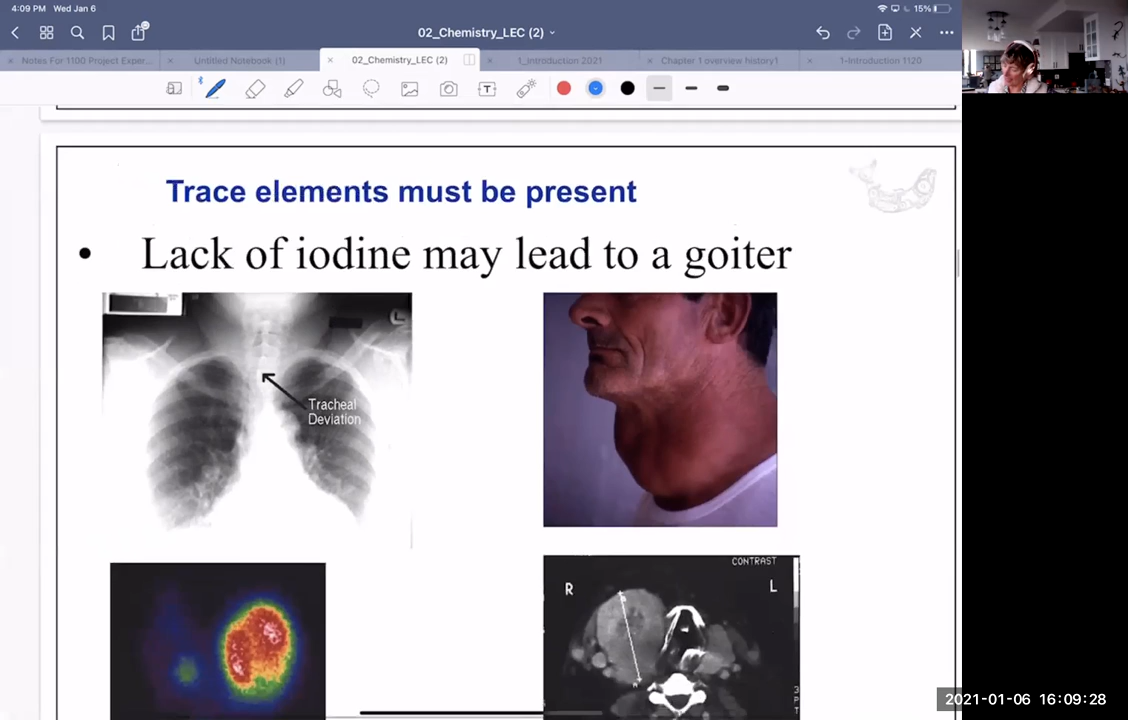 4:09 PM Wed Jan 6
15%
02_Chemistry_LEC (2)
Notes For 1100 Project Exper...
Untitled Notebook (1)
02_Chemistry_LEC (2)
1_Introduction 2021
Chapter 1 overview history1
1-Introduction 1120
Trace elements must be present
• Lack of iodine may lead to a goiter
L
Tracheal
Deviation
CONTRAST
R
L
2021-01-06 16:09:28